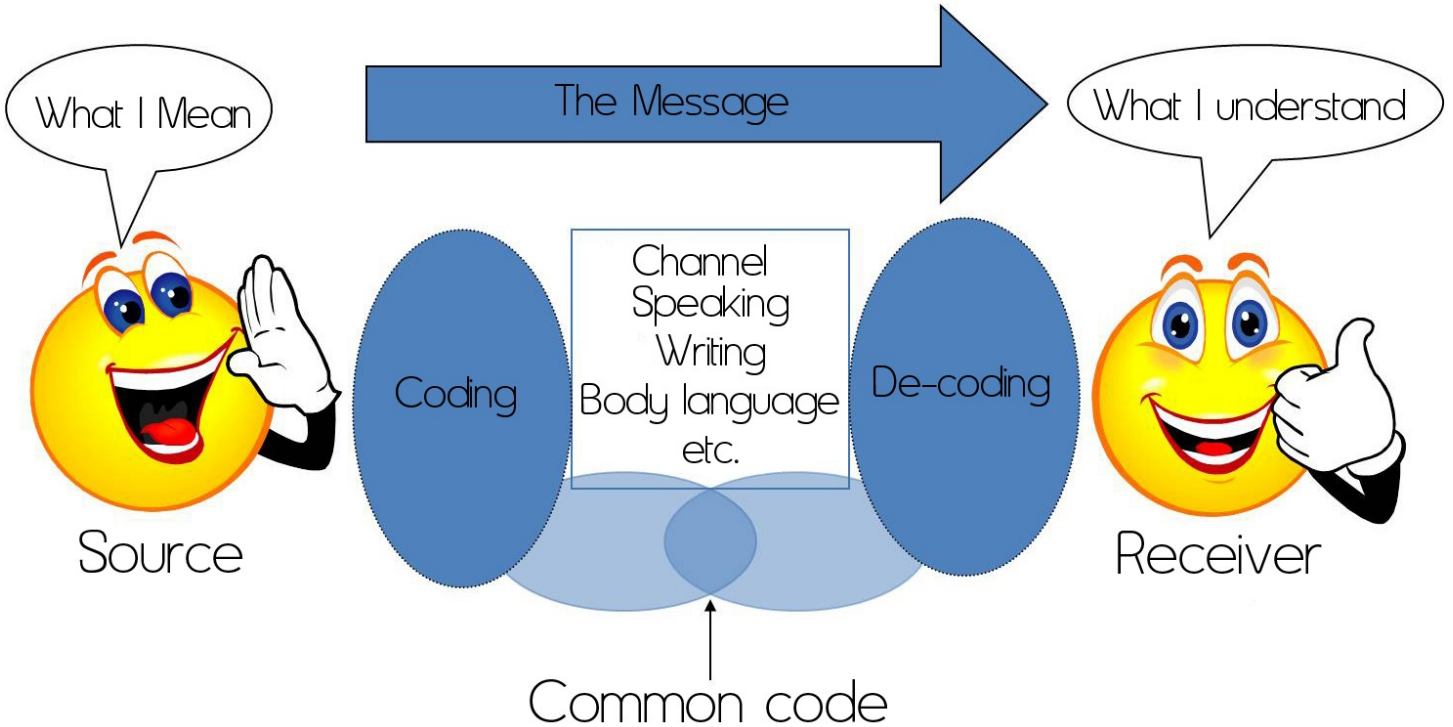 What I Mean
The Message
What I understand
Channel
Speaking
Writing
Body language
etc.
Coding
De-coding
Source
Receiver
Common code